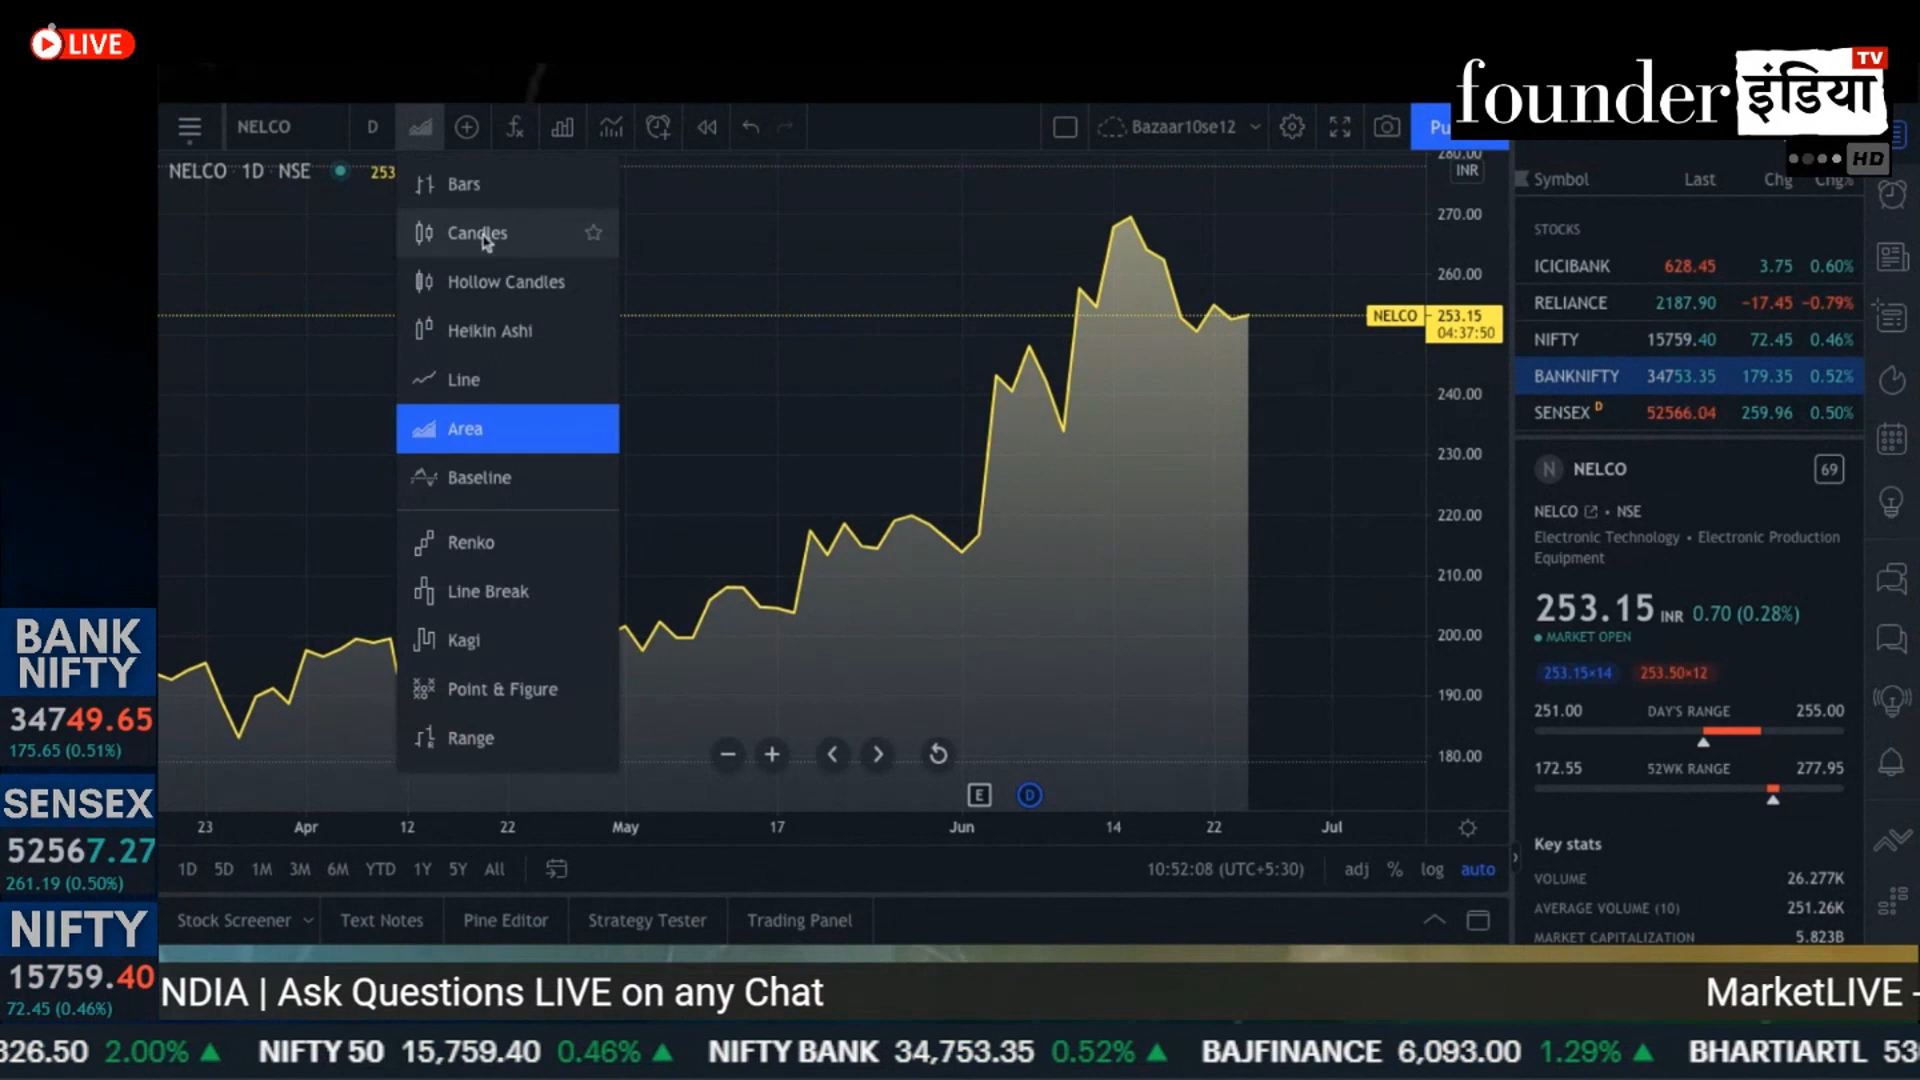 LIVE
founder इंडिया TV
HD
NELCO D Bazaar10se12 Pu
NELCO 1D NSE 253
Bars
Candles
Hollow Candles
Heikin Ashi
Line
Area
Baseline
Renko
Line Break
Kagi
Point & Figure
Range
280.00
INR
270.00
260.00
NELCO 253.15
04:37:50
240.00
230.00
220.00
210.00
200.00
190.00
180.00
E D
23 Apr 12 22 May 17 Jun 14 22 Jul
1D 5D 1M 3M 6M YTD 1Y 5Y All 10:52:08 (UTC+5:30) adj % log auto
Stock Screener Text Notes Pine Editor Strategy Tester Trading Panel
Symbol Last Chg Chg%
STOCKS
ICICIBANK 628.45 3.75 0.60%
RELIANCE 2187.90 −17.45 −0.79%
NIFTY 15759.40 72.45 0.46%
BANKNIFTY 34753.35 179.35 0.52%
SENSEX D 52566.04 259.96 0.50%
N NELCO 69
NELCO • NSE
Electronic Technology • Electronic Production
Equipment
253.15 INR 0.70 (0.28%)
MARKET OPEN
253.15×14 253.50×12
251.00 DAY'S RANGE 255.00
172.55 52WK RANGE 277.95
Key stats
VOLUME 26.277K
AVERAGE VOLUME (10) 251.26K
MARKET CAPITALIZATION 5.823B
BANK
NIFTY
34749.65
175.65 (0.51%)
SENSEX
52567.27
261.19 (0.50%)
NIFTY
15759.40
72.45 (0.46%)
NDIA | Ask Questions LIVE on any Chat MarketLIVE -
326.50 2.00% ▲ NIFTY 50 15,759.40 0.46% ▲ NIFTY BANK 34,753.35 0.52% ▲ BAJFINANCE 6,093.00 1.29% ▲ BHARTIARTL 53